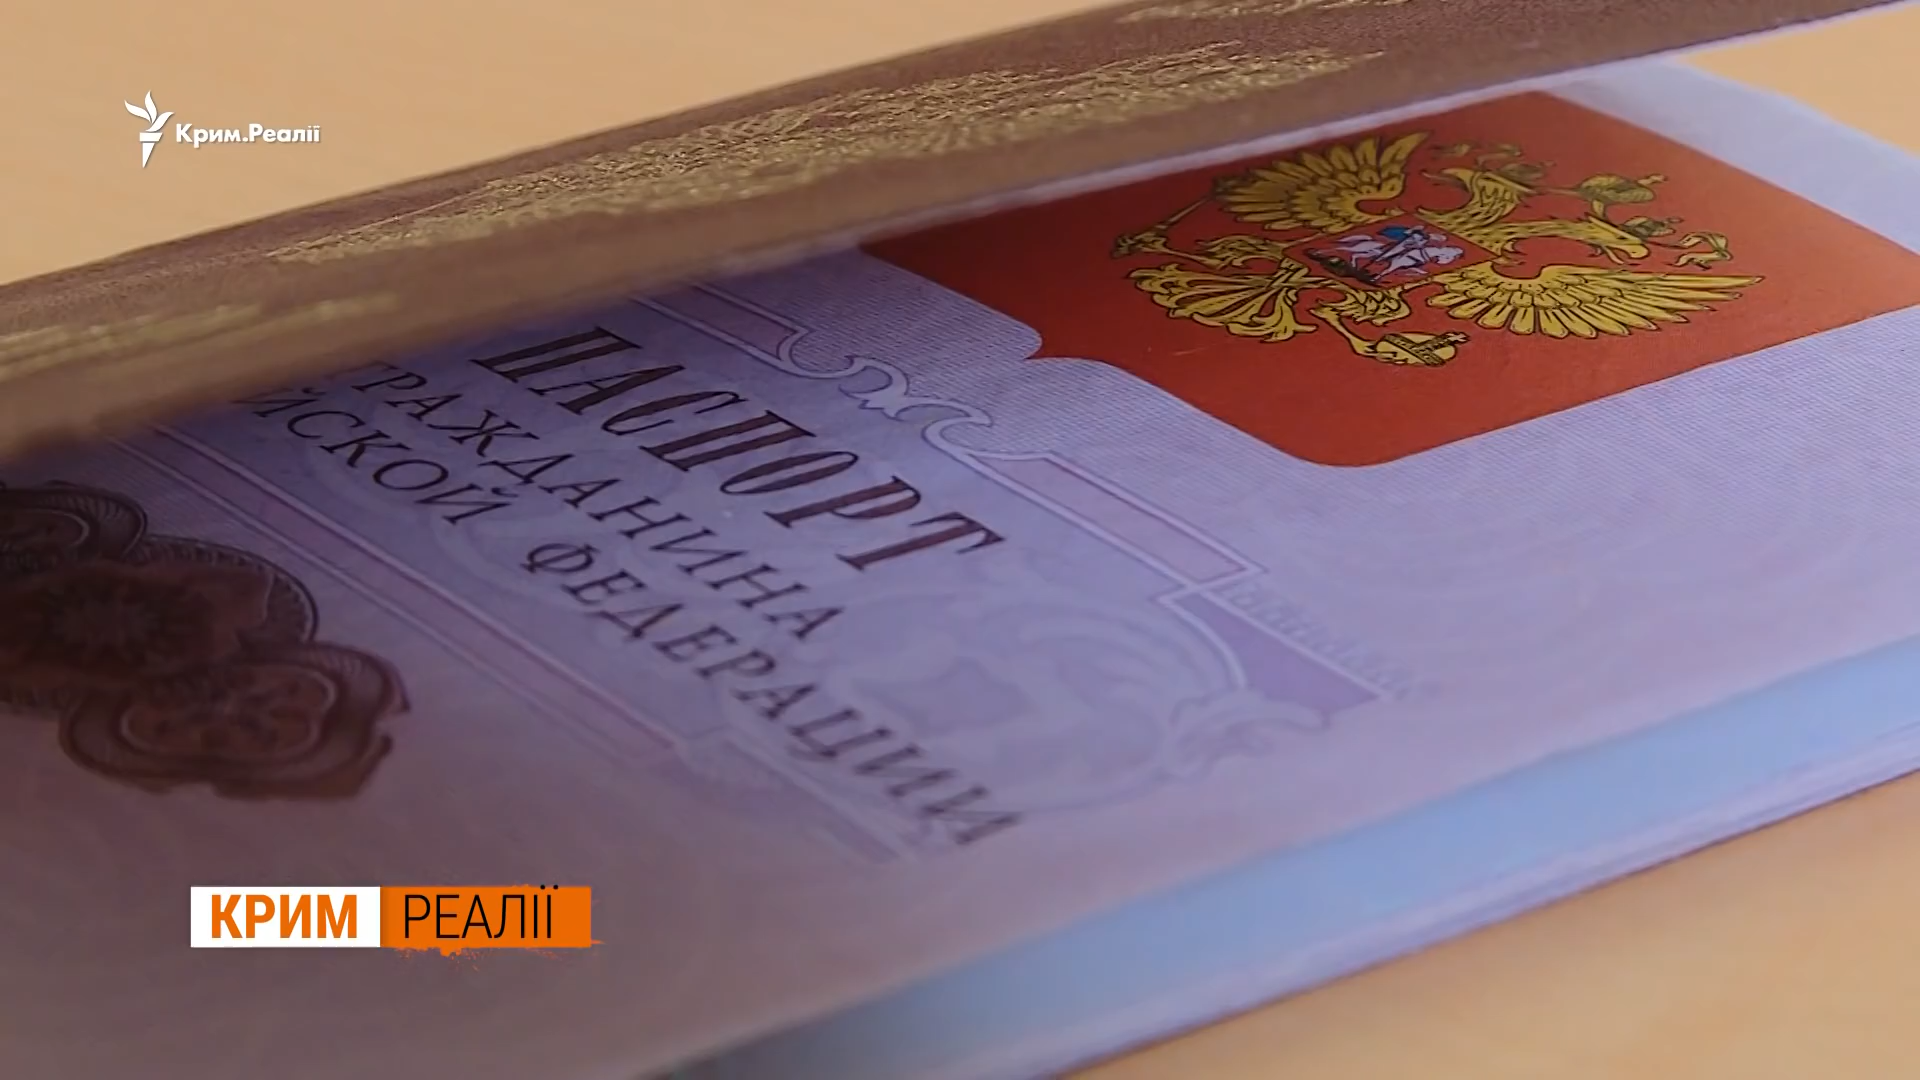 Крим.Реалії
ПАСПОРТ
ГРАЖДАНИНА
ЙСКОЙ ФЕДЕРАЦИИ
КРИМ РЕАЛІЇ